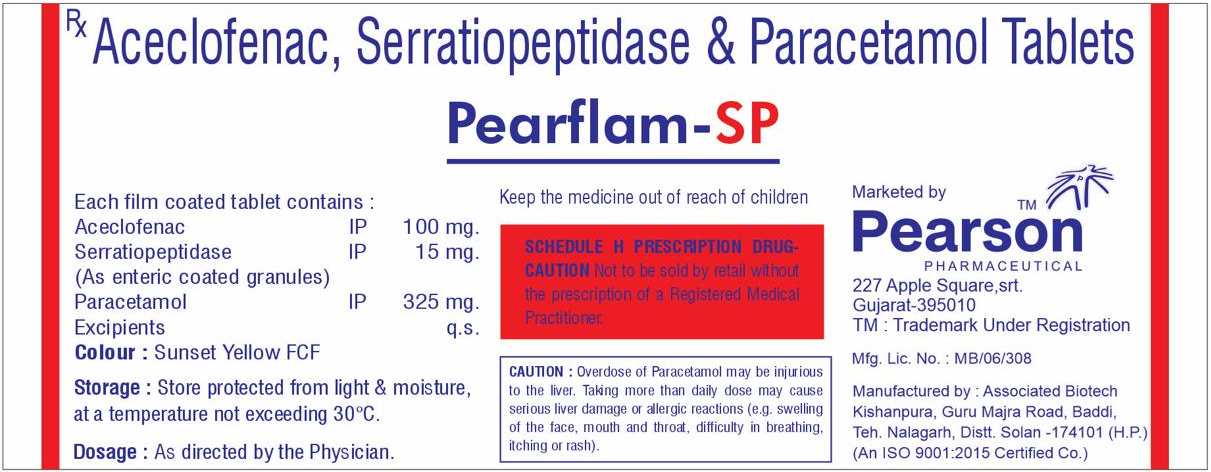 Rx Aceclofenac, Serratiopeptidase & Paracetamol Tablets
Pearflam-SP
Each film coated tablet contains :
Aceclofenac IP 100 mg.
Serratiopeptidase IP 15 mg.
(As enteric coated granules)
Paracetamol IP 325 mg.
Excipients q.s.
Colour : Sunset Yellow FCF
Storage : Store protected from light & moisture,
at a temperature not exceeding 30°C.
Dosage : As directed by the Physician.
Keep the medicine out of reach of children
SCHEDULE H PRESCRIPTION DRUG-
CAUTION Not to be sold by retail without
the prescription of a Registered Medical
Practitioner.
CAUTION : Overdose of Paracetamol may be injurious
to the liver. Taking more than daily dose may cause
serious liver damage or allergic reactions (e.g. swelling
of the face, mouth and throat, difficulty in breathing,
itching or rash).
Marketed by
P
TM
Pearson
PHARMACEUTICAL
227 Apple Square,srt.
Gujarat-395010
TM : Trademark Under Registration
Mfg. Lic. No. : MB/06/308
Manufactured by : Associated Biotech
Kishanpura, Guru Majra Road, Baddi,
Teh. Nalagarh, Distt. Solan -174101 (H.P.)
(An ISO 9001:2015 Certified Co.)